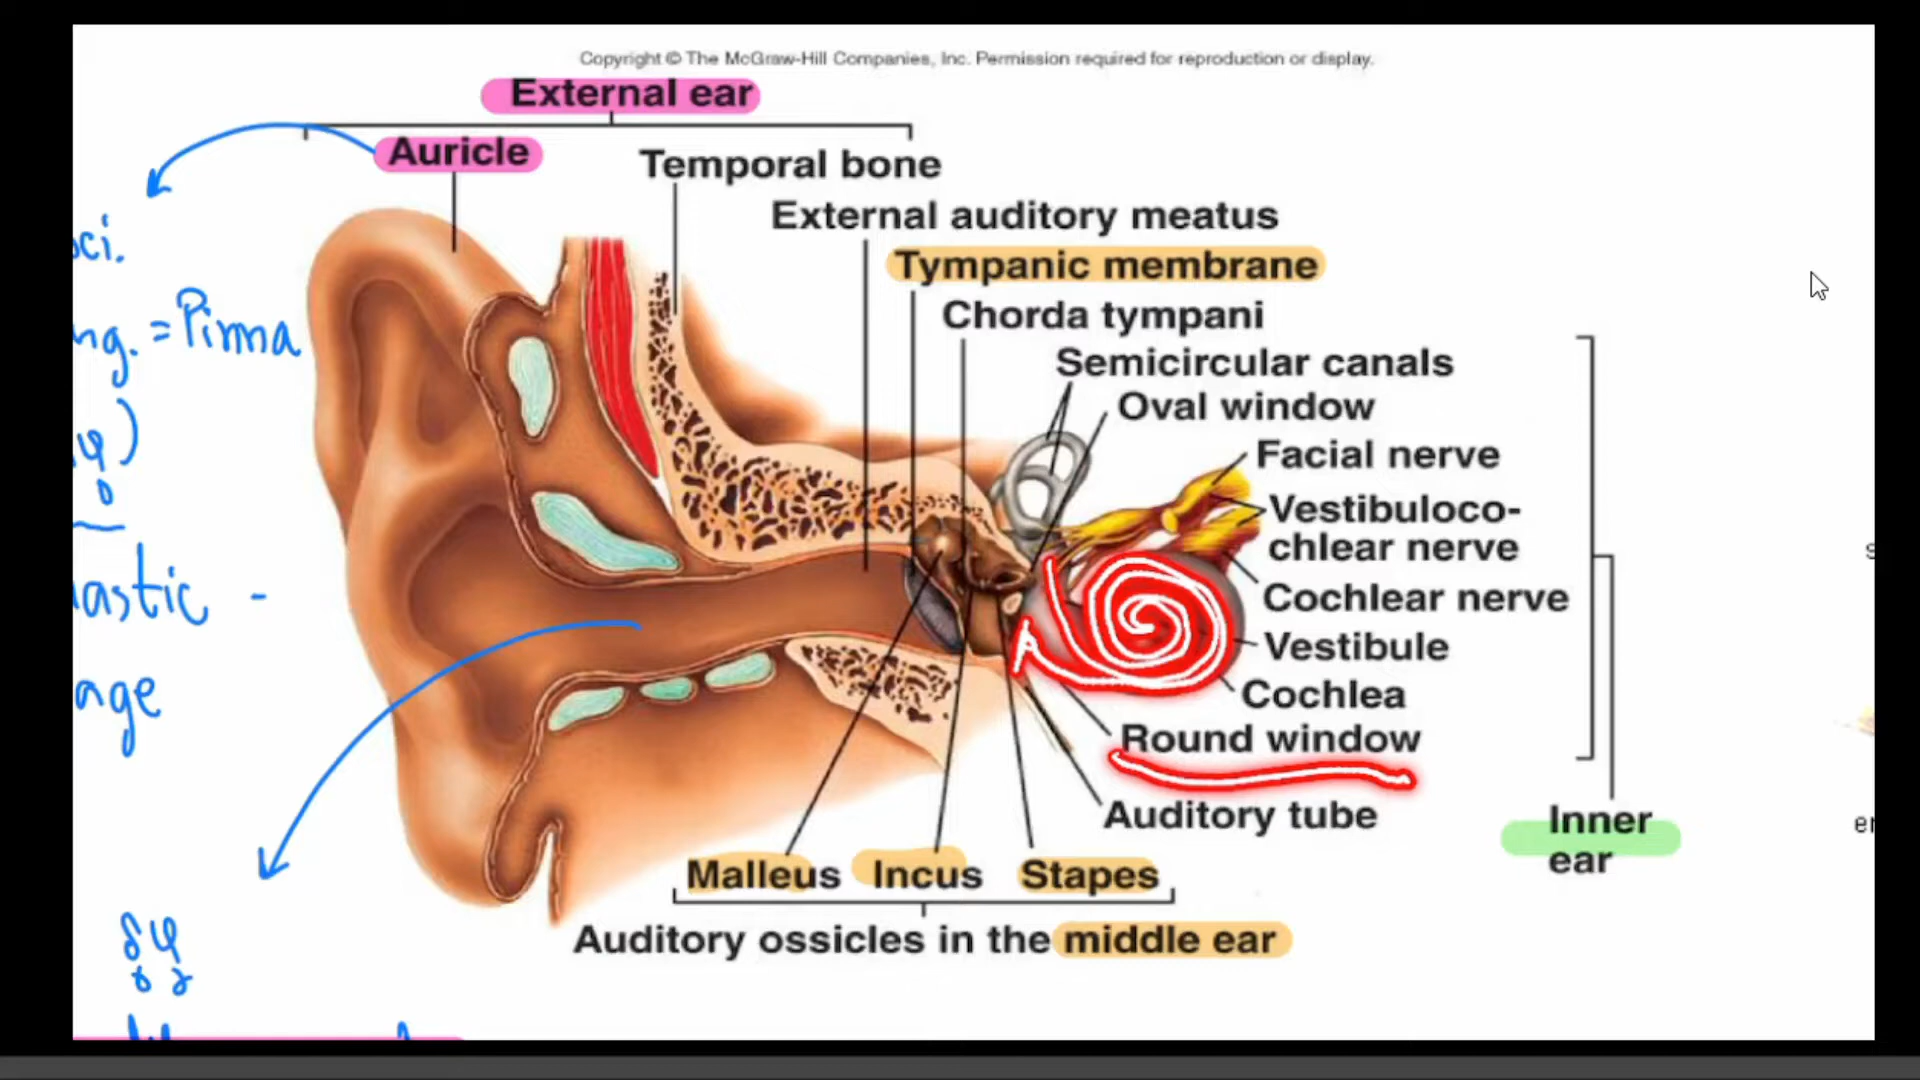 Copyright © The McGraw-Hill Companies, Inc. Permission required for reproduction or display.
External ear
Auricle
Temporal bone
External auditory meatus
Tympanic membrane
Chorda tympani
Semicircular canals
Oval window
Facial nerve
Vestibuloco-
chlear nerve
Cochlear nerve
Vestibule
Cochlea
Round window
Auditory tube
Inner
ear
Malleus Incus Stapes
Auditory ossicles in the middle ear
= Pinna
age